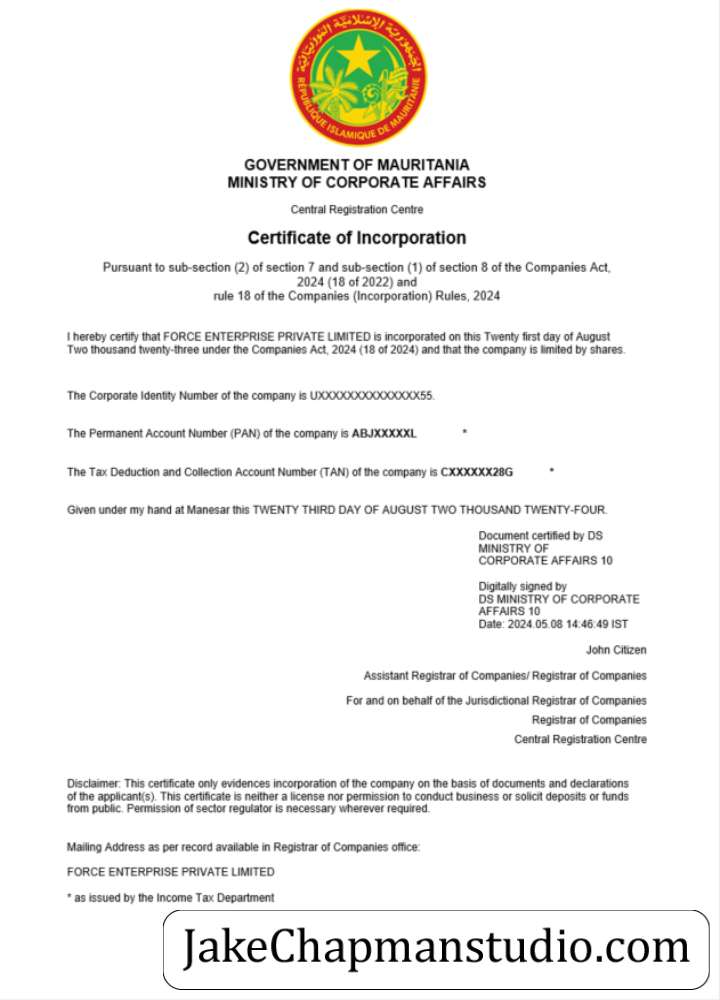 الجمهورية الإسلامية الموريتانية
RÉPUBLIQUE ISLAMIQUE DE MAURITANIE
GOVERNMENT OF MAURITANIA
MINISTRY OF CORPORATE AFFAIRS
Central Registration Centre
Certificate of Incorporation
Pursuant to sub-section (2) of section 7 and sub-section (1) of section 8 of the Companies Act,
2024 (18 of 2022) and
rule 18 of the Companies (Incorporation) Rules, 2024
I hereby certify that FORCE ENTERPRISE PRIVATE LIMITED is incorporated on this Twenty first day of August
Two thousand twenty-three under the Companies Act, 2024 (18 of 2024) and that the company is limited by shares.
The Corporate Identity Number of the company is UXXXXXXXXXXXXXX55.
The Permanent Account Number (PAN) of the company is ABJXXXXXL *
The Tax Deduction and Collection Account Number (TAN) of the company is CXXXXXX28G *
Given under my hand at Manesar this TWENTY THIRD DAY OF AUGUST TWO THOUSAND TWENTY-FOUR.
Document certified by DS
MINISTRY OF
CORPORATE AFFAIRS 10
Digitally signed by
DS MINISTRY OF CORPORATE
AFFAIRS 10
Date: 2024.05.08 14:46:49 IST
John Citizen
Assistant Registrar of Companies/ Registrar of Companies
For and on behalf of the Jurisdictional Registrar of Companies
Registrar of Companies
Central Registration Centre
Disclaimer: This certificate only evidences incorporation of the company on the basis of documents and declarations
of the applicant(s). This certificate is neither a license nor permission to conduct business or solicit deposits or funds
from public. Permission of sector regulator is necessary wherever required.
Mailing Address as per record available in Registrar of Companies office:
FORCE ENTERPRISE PRIVATE LIMITED
* as issued by the Income Tax Department
JakeChapmanstudio.com